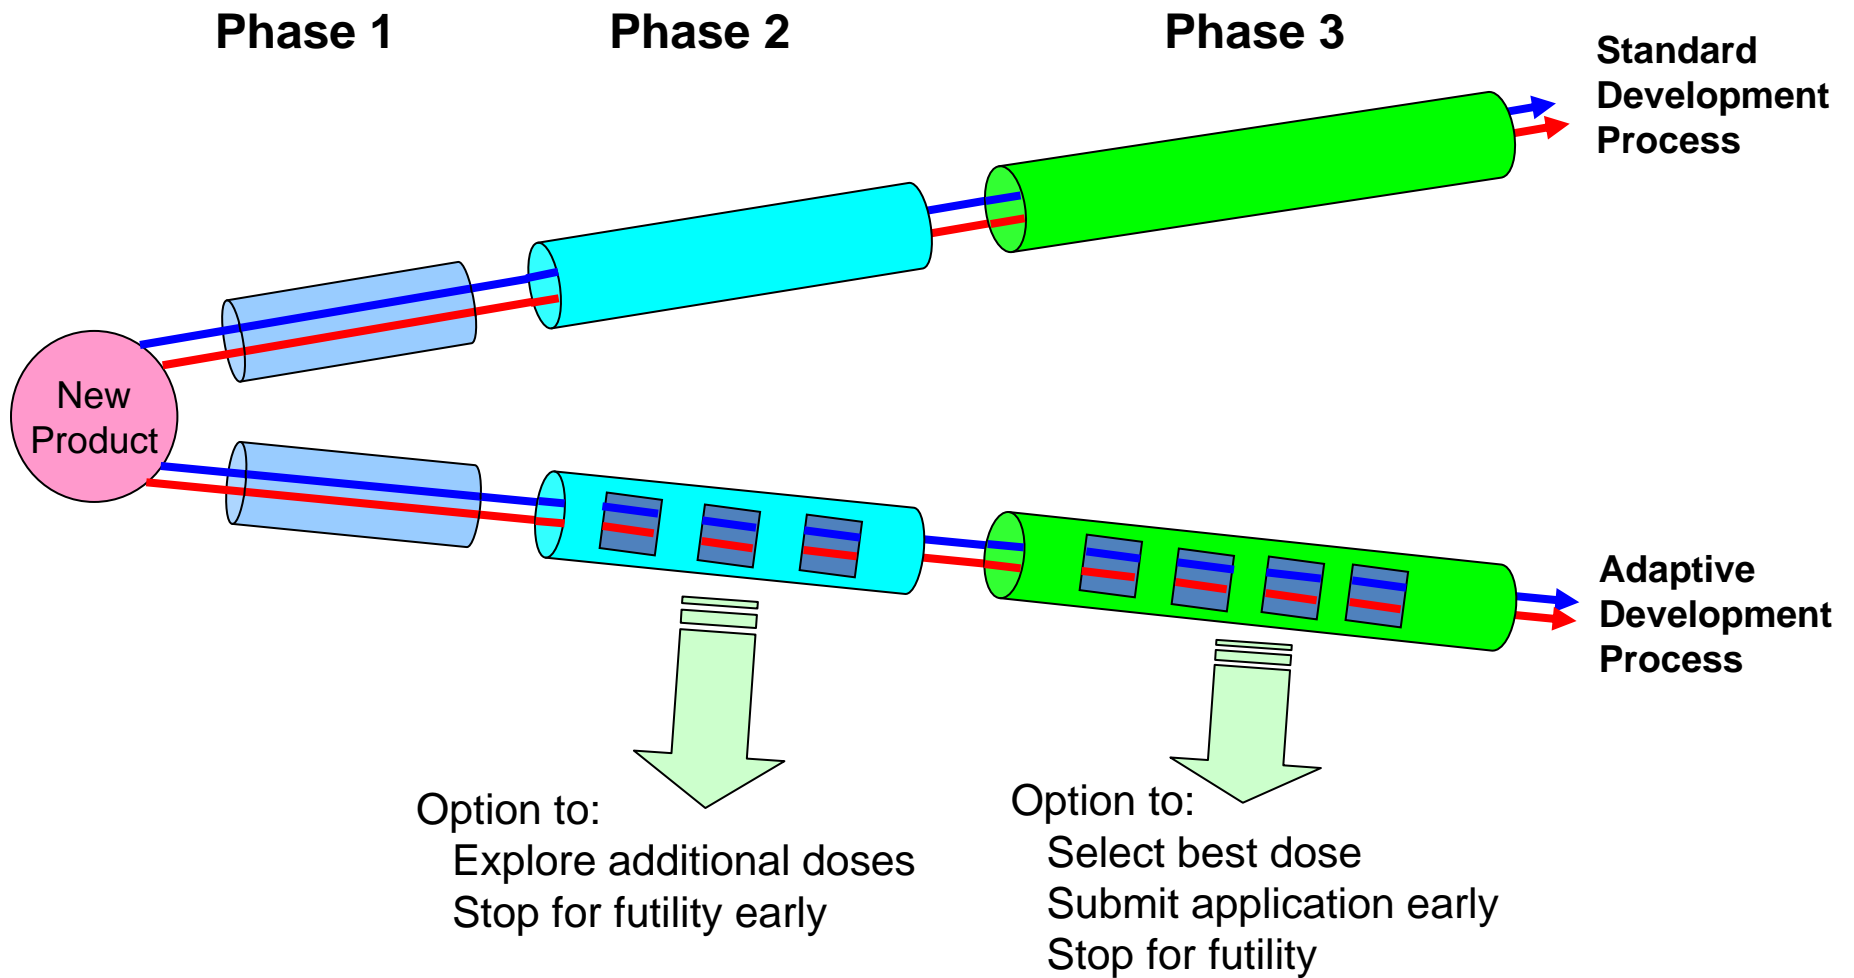 Phase 1
Phase 2
Phase 3
Standard
Development
Process
New
Product
Adaptive
Development
Process
Option to:
Explore additional doses
Stop for futility early
Option to:
Select best dose
Submit application early
Stop for futility